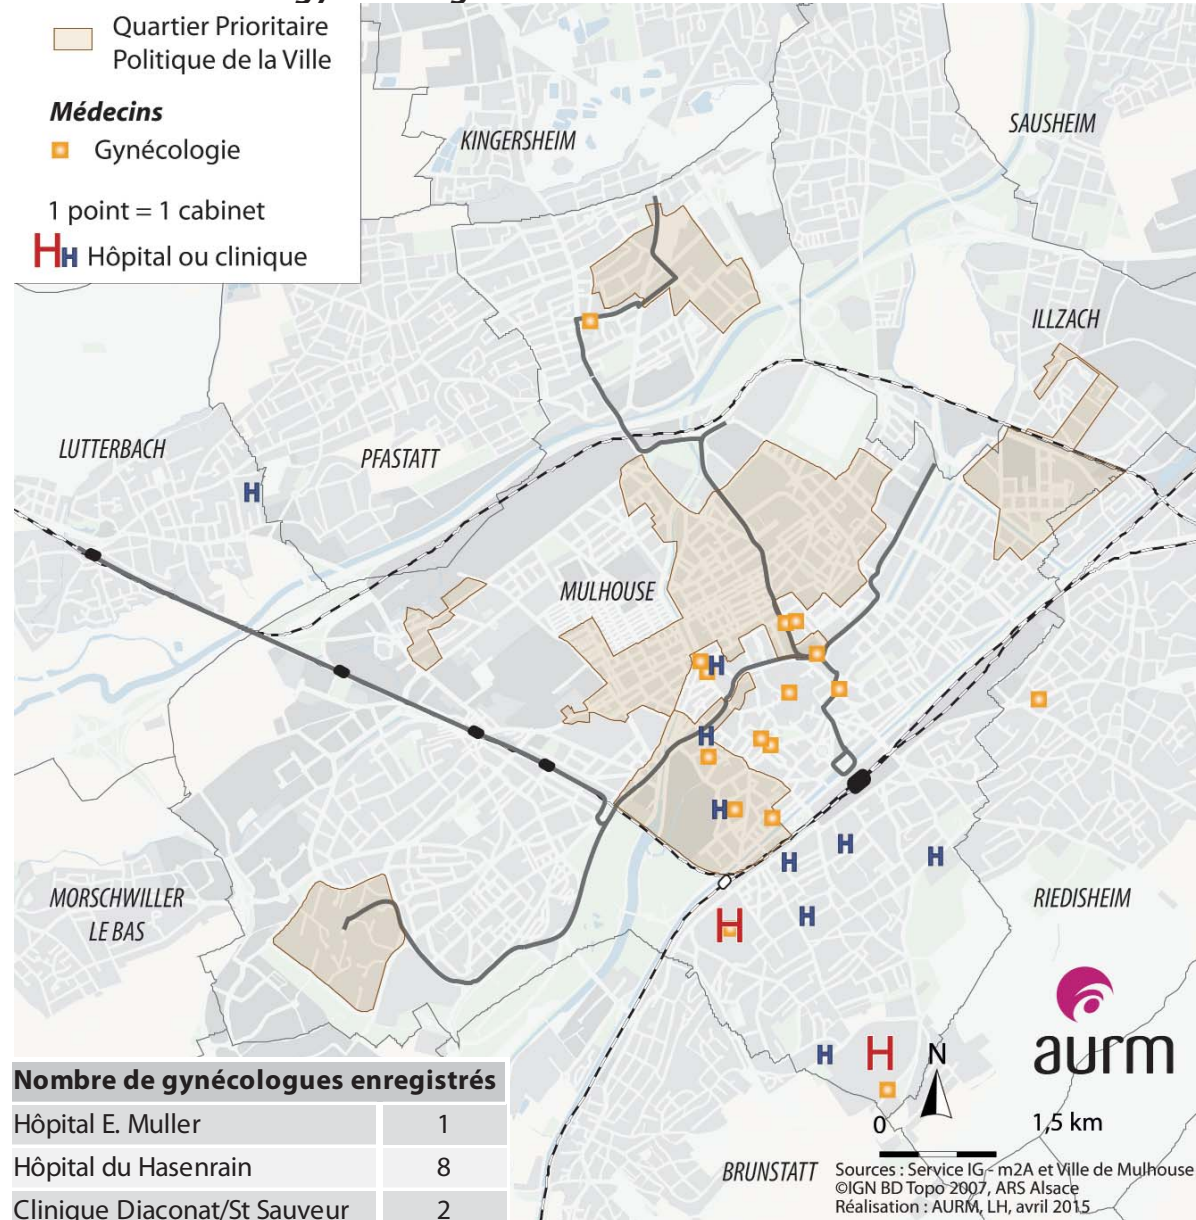 Quartier Prioritaire
Politique de la Ville
Médecins
Gynécologie
1 point = 1 cabinet
HH Hôpital ou clinique
KINGERSHEIM
SAUSHEIM
ILLZACH
LUTTERBACH
PFASTATT
H
MULHOUSE
H
H
H
H
H
H
MORSCHWILLER
LE BAS
RIEDISHEIM
H
H
H
H
N
aurm
0
1,5 km
BRUNSTATT
Sources : Service IG - m2A et Ville de Mulhouse
©IGN BD Topo 2007, ARS Alsace
Réalisation : AURM, LH, avril 2015
Nombre de gynécologues enregistrés
Hôpital E. Muller 1
Hôpital du Hasenrain 8
Clinique Diaconat/St Sauveur 2